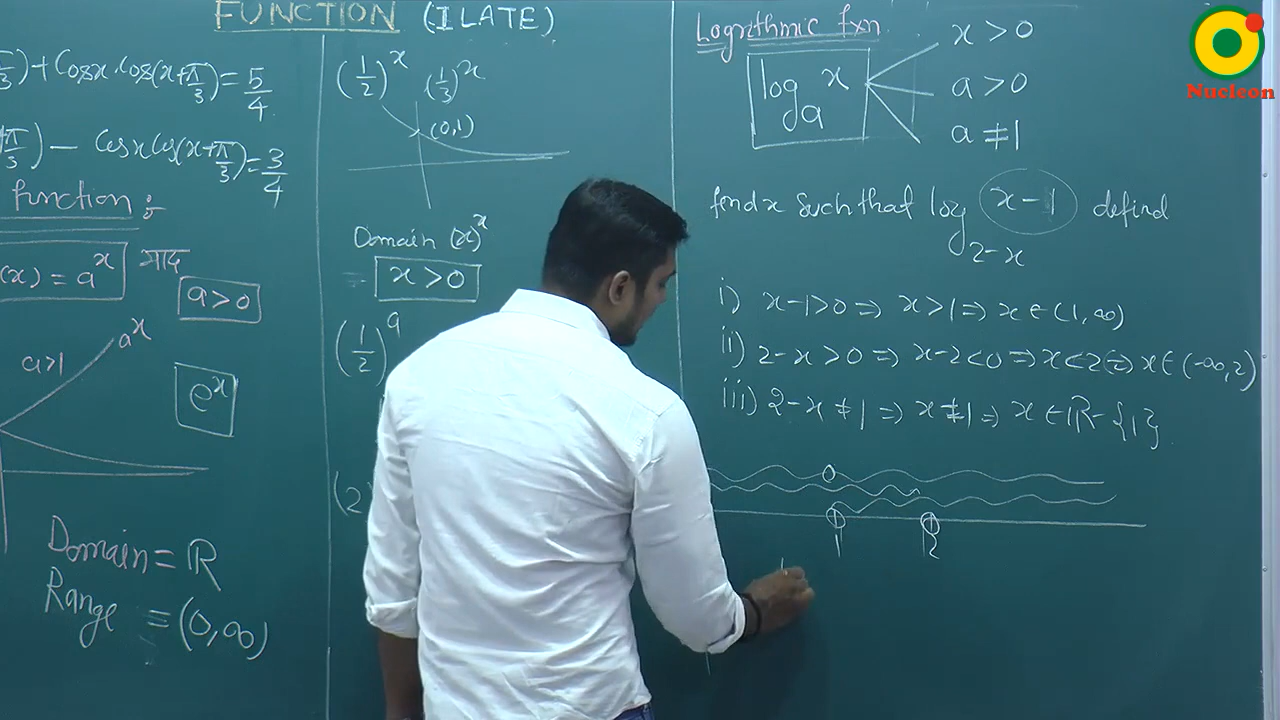 FUNCTION (ILATE)
π/3) + Cosx.Cos(x+π/3) = 5/4
π/3) - Cosx Cos(x+π/3) = 3/4
function :-
(x) = a^x याद
a>0
a>1
a^x
e^x
Domain = R
Range = (0,∞)
(1/2)^x (1/3)^x
(0,1)
Domain (x)^x
= x>0
(1/2)^9
(2
Logrithmic fxn
log_a x
x>0
a>0
a≠1
find x such that log_{2-x} x-1 defind
i) x-1>0 ⇒ x>1 ⇒ x∈(1,∞)
ii) 2-x>0 ⇒ x-2<0 ⇒ x<2 ⇒ x∈(-∞,2)
iii) 2-x≠1 ⇒ x≠1 ⇒ x∈R-{1}
1 2
Nucleon